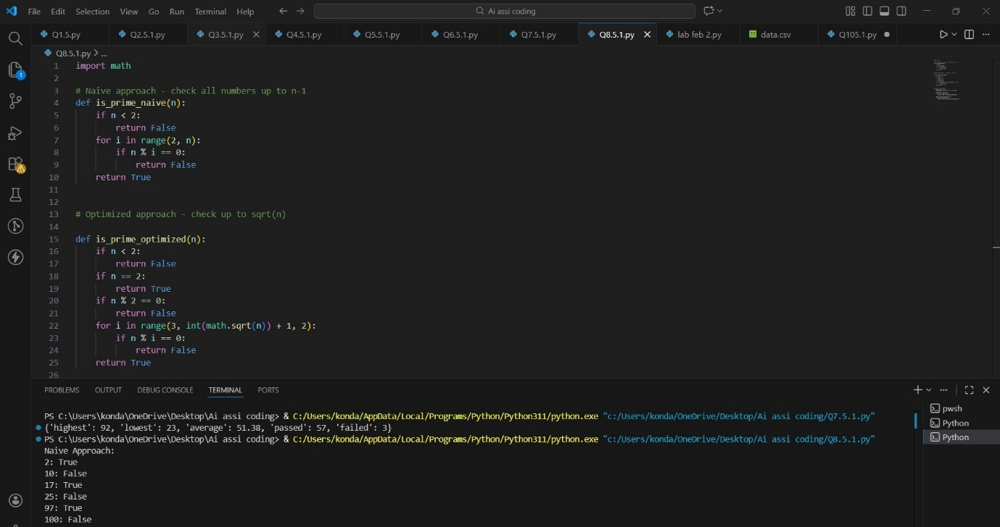 File Edit Selection View Go Run Terminal Help
Ai assi coding
Q1.5.py Q2.5.1.py Q3.5.1.py Q4.5.1.py Q5.5.1.py Q6.5.1.py Q7.5.1.py Q8.5.1.py lab feb 2.py data.csv Q105.1.py
Q8.5.1.py > ...
1 import math
2
3 # Naive approach - check all numbers up to n-1
4 def is_prime_naive(n):
5     if n < 2:
6         return False
7     for i in range(2, n):
8         if n % i == 0:
9             return False
10     return True
11
12
13 # Optimized approach - check up to sqrt(n)
14
15 def is_prime_optimized(n):
16     if n < 2:
17         return False
18     if n == 2:
19         return True
20     if n % 2 == 0:
21         return False
22     for i in range(3, int(math.sqrt(n)) + 1, 2):
23         if n % i == 0:
24             return False
25     return True
26
1
PROBLEMS OUTPUT DEBUG CONSOLE TERMINAL PORTS
PS C:\Users\konda\OneDrive\Desktop\Ai assi coding> & C:/Users/konda/AppData/Local/Programs/Python/Python311/python.exe "c:/Users/konda/OneDrive/Desktop/Ai assi coding/Q7.5.1.py"
{'highest': 92, 'lowest': 23, 'average': 51.38, 'passed': 57, 'failed': 3}
PS C:\Users\konda\OneDrive\Desktop\Ai assi coding> & C:/Users/konda/AppData/Local/Programs/Python/Python311/python.exe "c:/Users/konda/OneDrive/Desktop/Ai assi coding/Q8.5.1.py"
Naive Approach:
2: True
10: False
17: True
25: False
97: True
100: False
pwsh
Python
Python